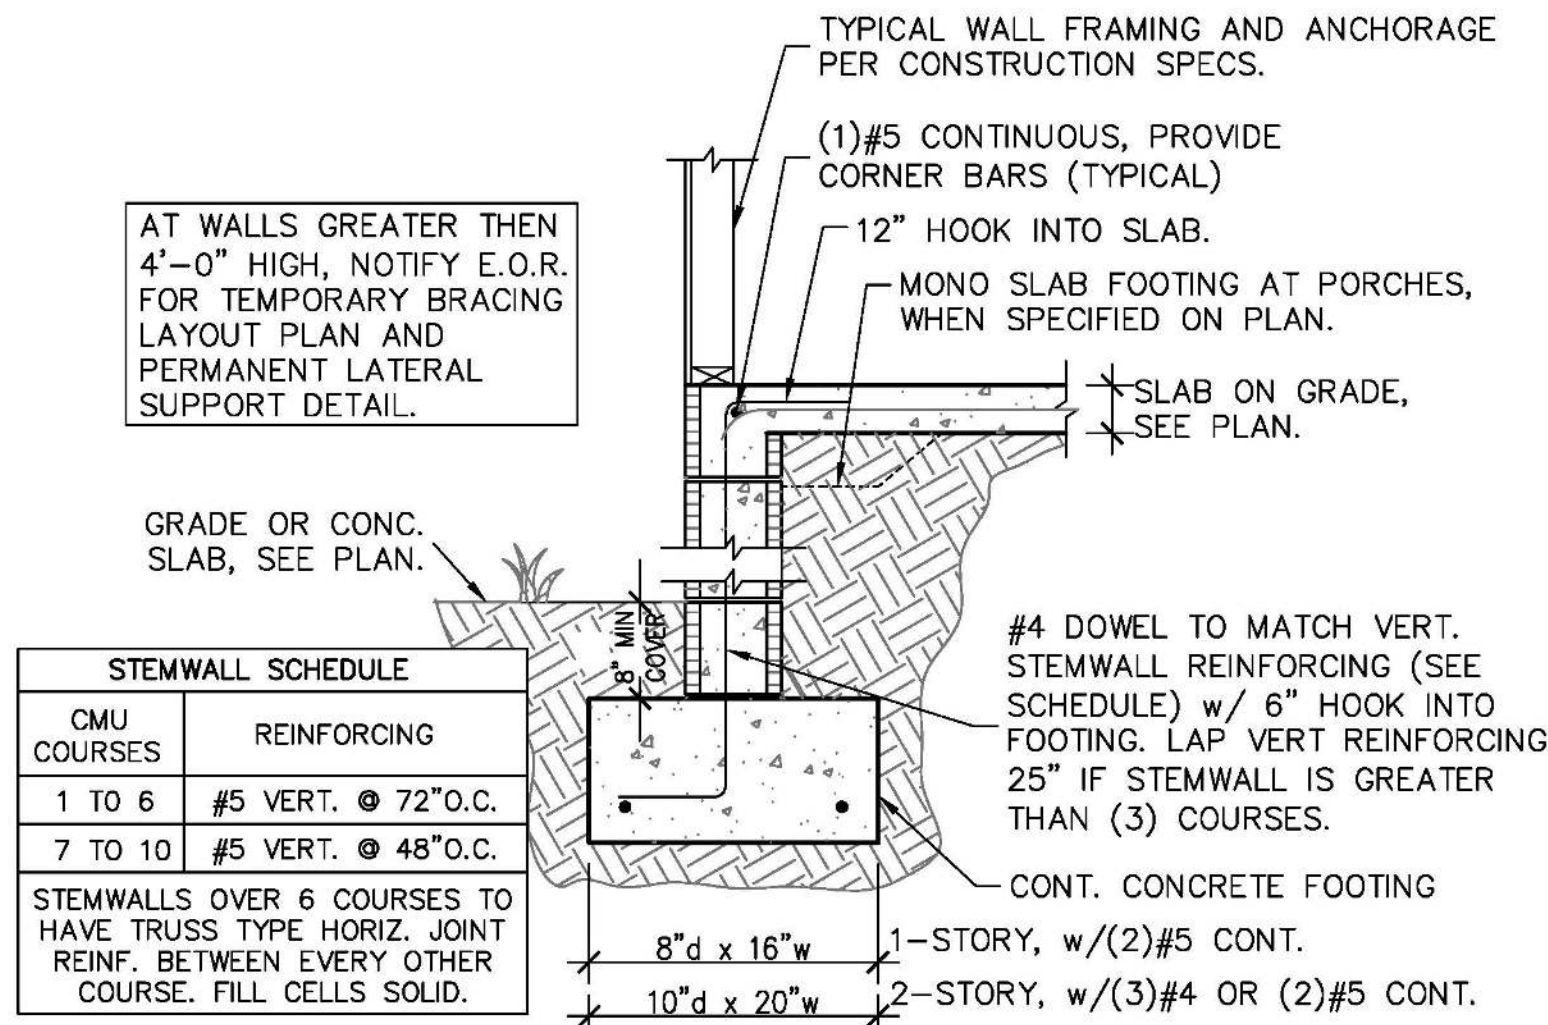 TYPICAL WALL FRAMING AND ANCHORAGE
PER CONSTRUCTION SPECS.
(1)#5 CONTINUOUS, PROVIDE
CORNER BARS (TYPICAL)
12" HOOK INTO SLAB.
MONO SLAB FOOTING AT PORCHES,
WHEN SPECIFIED ON PLAN.
AT WALLS GREATER THEN
4'-0" HIGH, NOTIFY E.O.R.
FOR TEMPORARY BRACING
LAYOUT PLAN AND
PERMANENT LATERAL
SUPPORT DETAIL.
SLAB ON GRADE,
SEE PLAN.
GRADE OR CONC.
SLAB, SEE PLAN.
8" MIN
COVER
#4 DOWEL TO MATCH VERT.
STEMWALL REINFORCING (SEE
SCHEDULE) w/ 6" HOOK INTO
FOOTING. LAP VERT REINFORCING
25" IF STEMWALL IS GREATER
THAN (3) COURSES.
STEMWALL SCHEDULE
CMU
COURSES
REINFORCING
1 TO 6
#5 VERT. @ 72"O.C.
7 TO 10
#5 VERT. @ 48"O.C.
STEMWALLS OVER 6 COURSES TO
HAVE TRUSS TYPE HORIZ. JOINT
REINF. BETWEEN EVERY OTHER
COURSE. FILL CELLS SOLID.
CONT. CONCRETE FOOTING
8"d x 16"w
1-STORY, w/(2)#5 CONT.
10"d x 20"w
2-STORY, w/(3)#4 OR (2)#5 CONT.